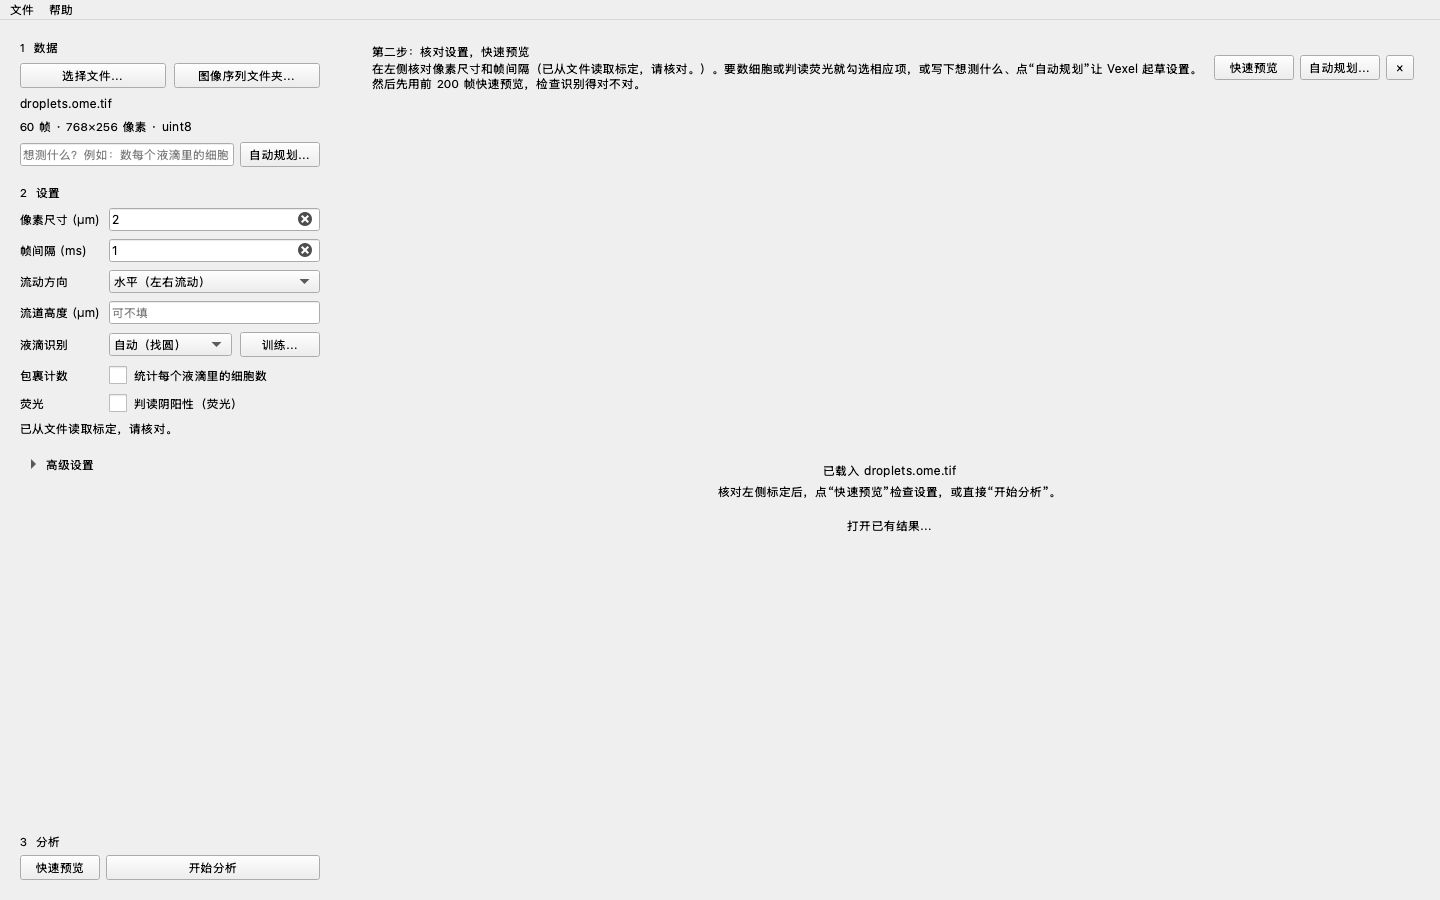 文件 帮助
1 数据
选择文件... 图像序列文件夹...
droplets.ome.tif
60 帧 · 768×256 像素 · uint8
想测什么？例如：数每个液滴里的细胞 自动规划...
2 设置
像素尺寸 (µm) 2
帧间隔 (ms) 1
流动方向 水平（左右流动）
流道高度 (µm) 可不填
液滴识别 自动（找圆） 训练...
包裹计数 统计每个液滴里的细胞数
荧光 判读阴阳性（荧光）
已从文件读取标定，请核对。
高级设置
3 分析
快速预览 开始分析
第二步：核对设置，快速预览
在左侧核对像素尺寸和帧间隔（已从文件读取标定，请核对。）。要数细胞或判读荧光就勾选相应项，或写下想测什么、点“自动规划”让 Vexel 起草设置。
然后先用前 200 帧快速预览，检查识别得对不对。
快速预览 自动规划... ×
已载入 droplets.ome.tif
核对左侧标定后，点“快速预览”检查设置，或直接“开始分析”。
打开已有结果...